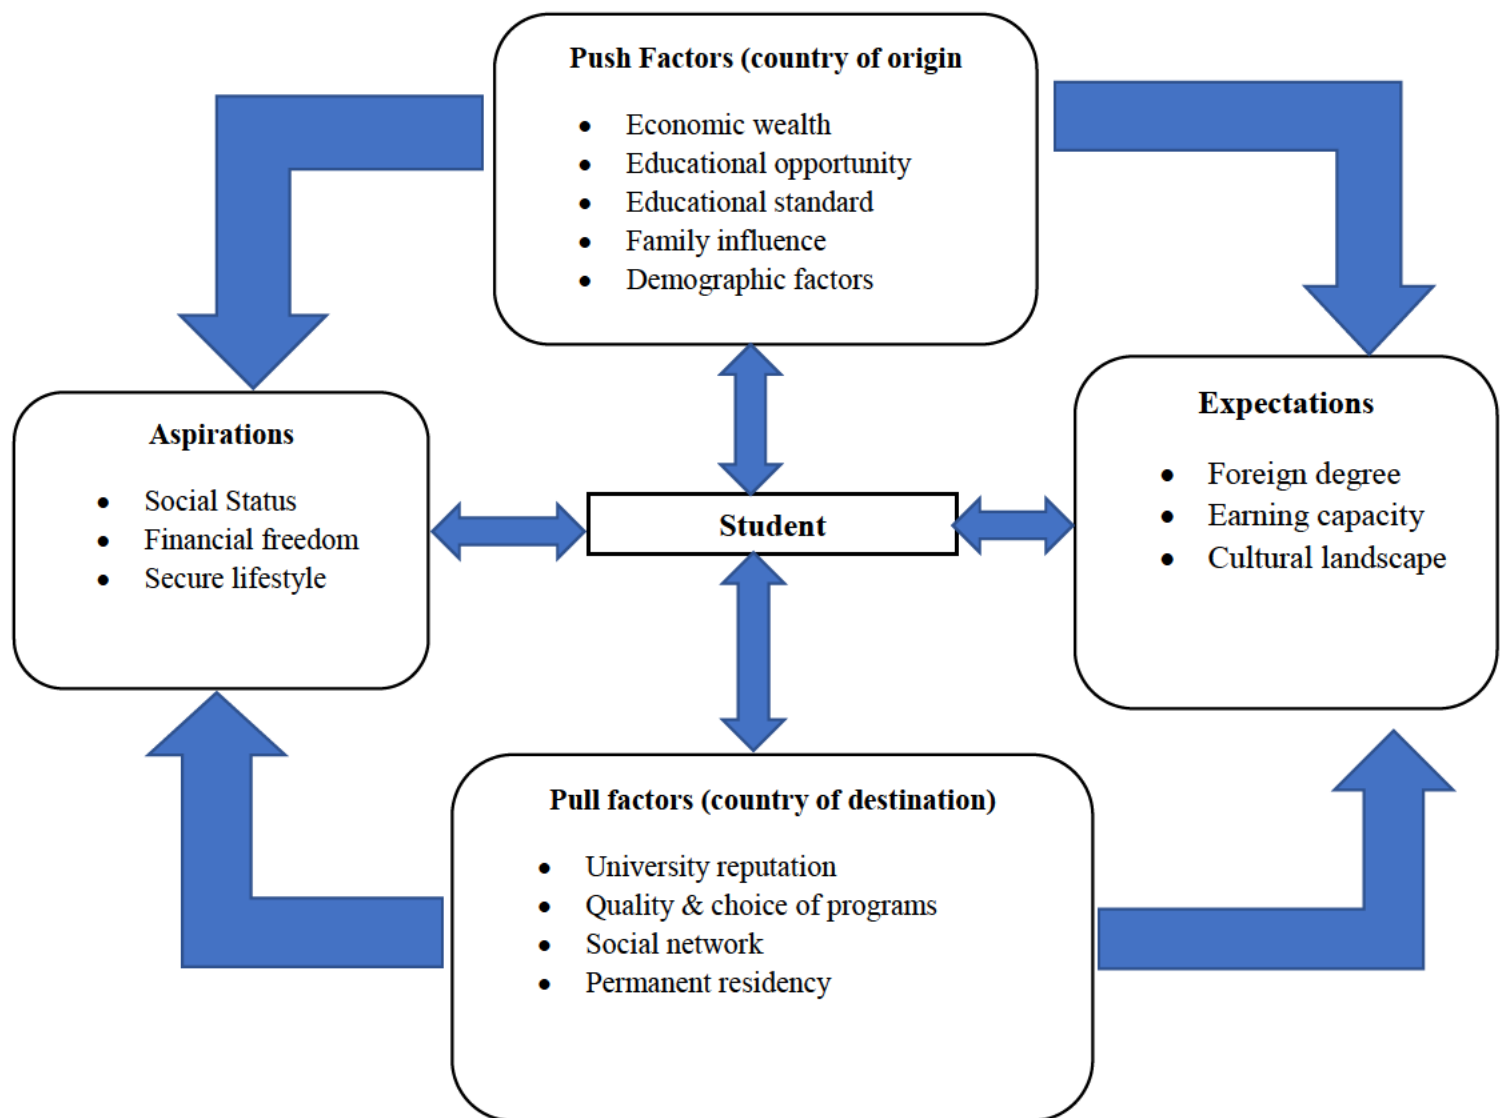 Push Factors (country of origin
• Economic wealth
• Educational opportunity
• Educational standard
• Family influence
• Demographic factors
Aspirations
• Social Status
• Financial freedom
• Secure lifestyle
Student
Expectations
• Foreign degree
• Earning capacity
• Cultural landscape
Pull factors (country of destination)
• University reputation
• Quality & choice of programs
• Social network
• Permanent residency